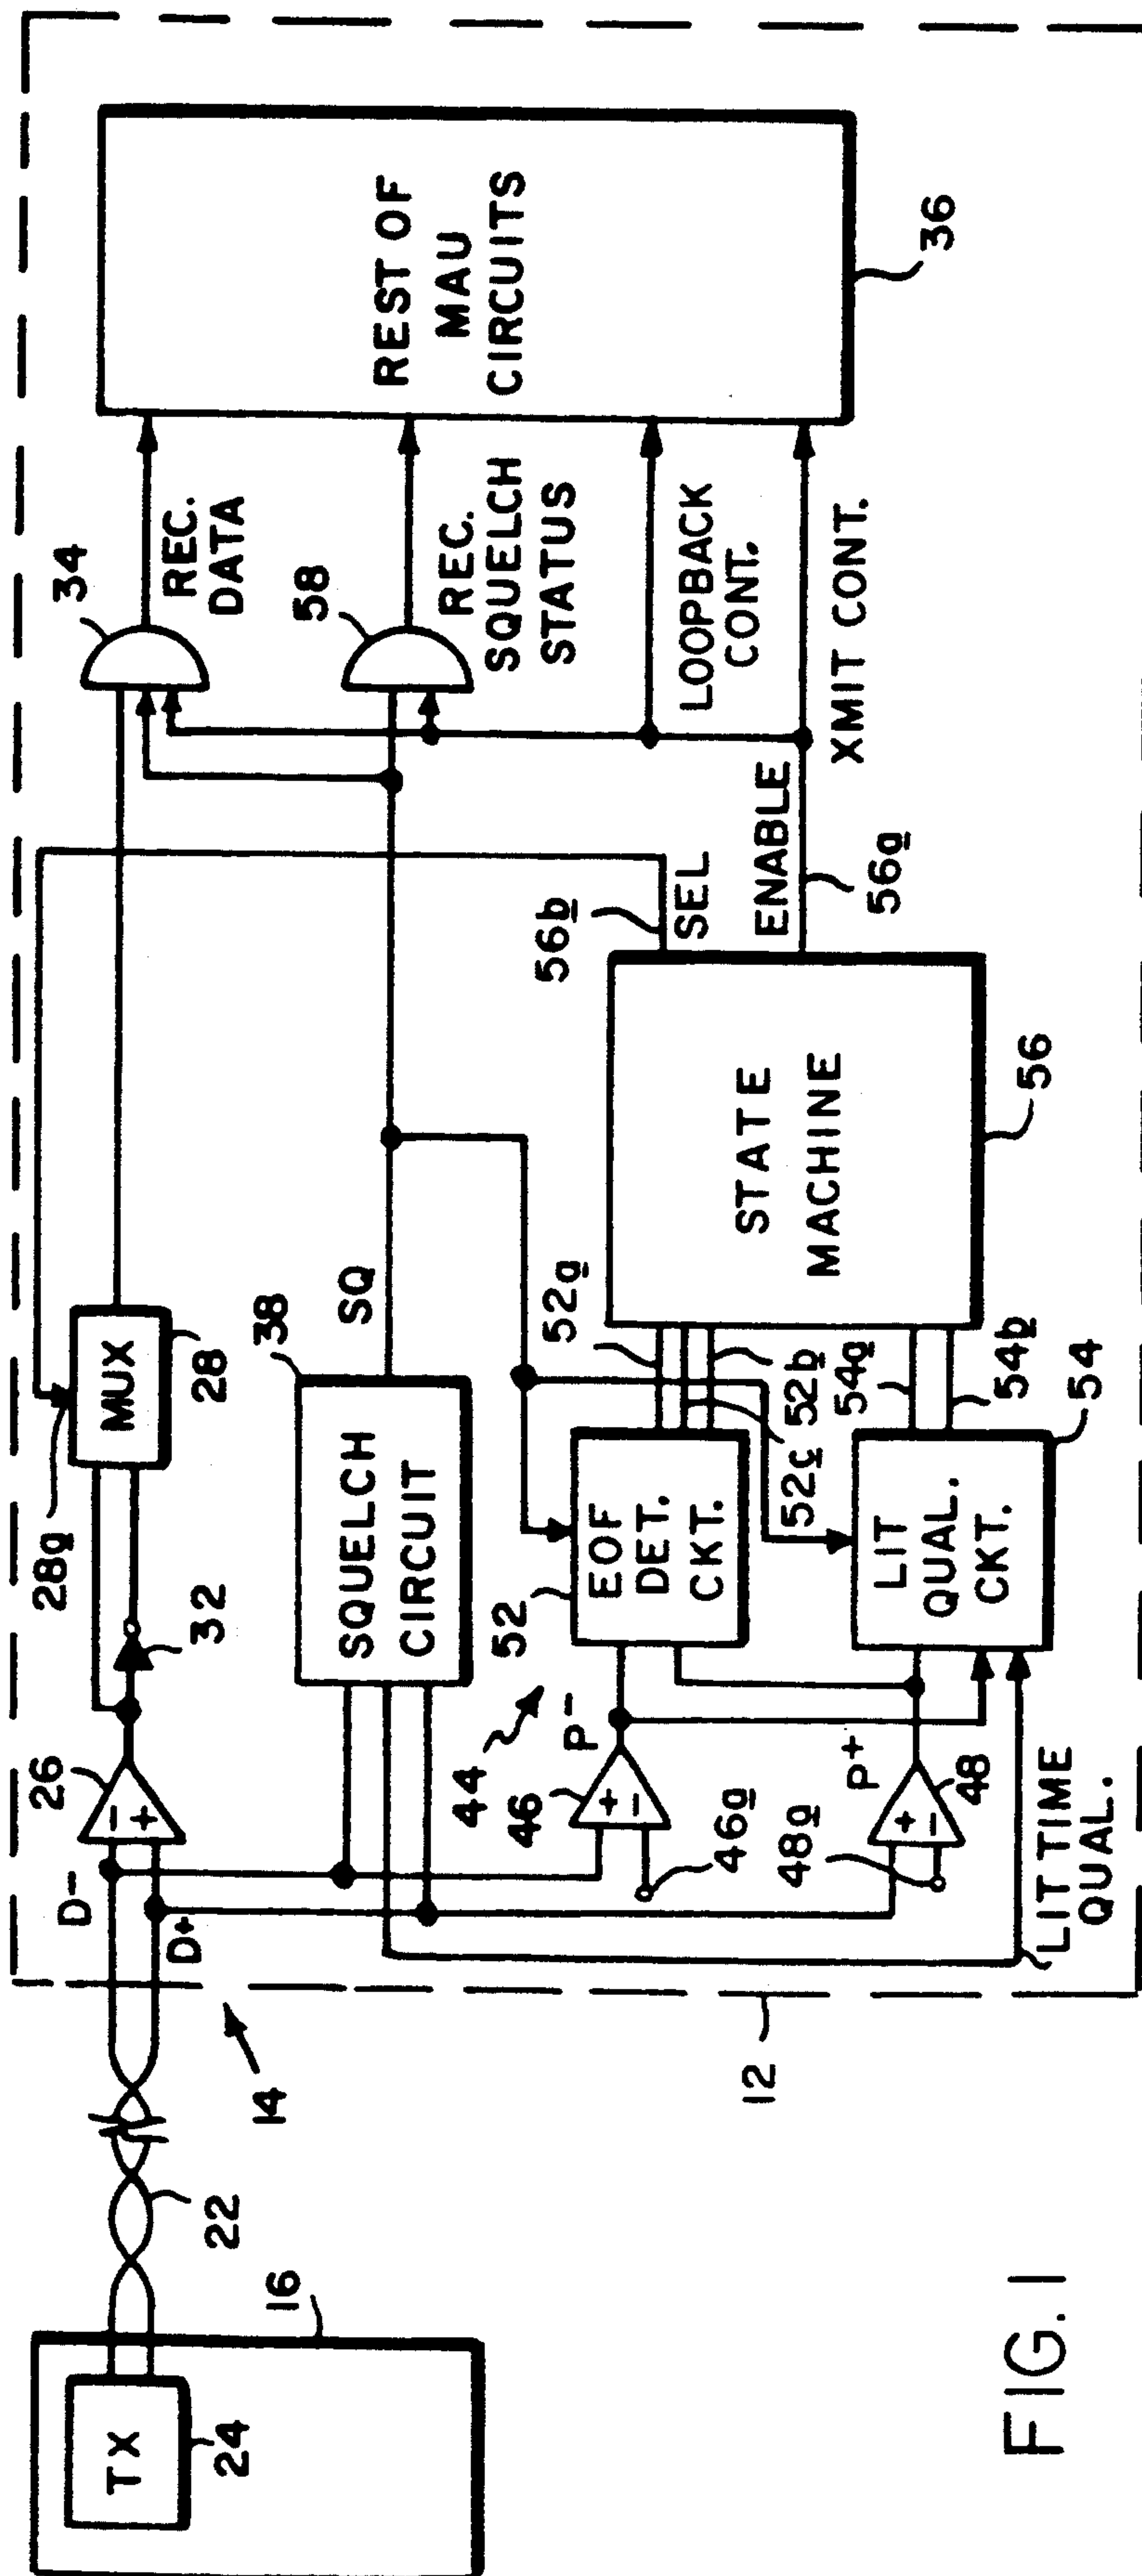 TX
24
16
22
14
12
D-
D+
26
32
28a
MUX
28
SQUELCH
CIRCUIT
38
SQ
44
46
P-
46a
48a
P+
48
LIT TIME
QUAL.
52
EOF
DET.
CKT.
52a
52b
52c
LIT
QUAL.
CKT.
54a
54b
54
STATE
MACHINE
56
56b
SEL
ENABLE
56a
34
REC.
DATA
58
REC.
SQUELCH
STATUS
LOOPBACK
CONT.
XMIT CONT.
REST OF
MAU
CIRCUITS
36
FIG. 1